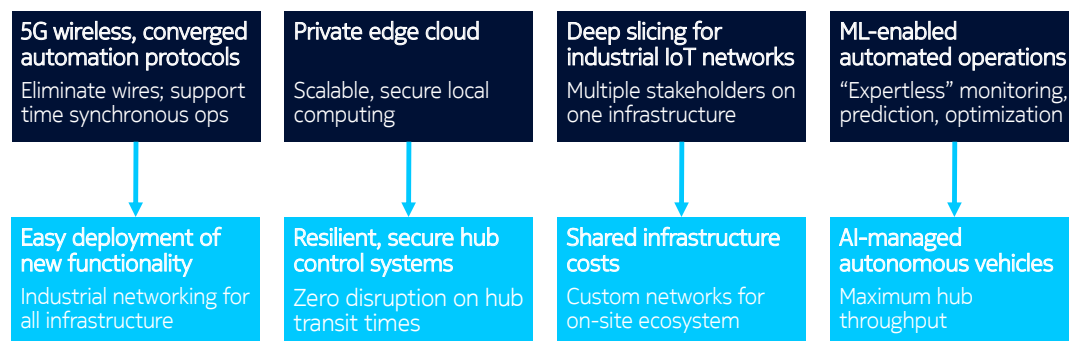 5G wireless, converged
automation protocols
Eliminate wires; support
time synchronous ops
Private edge cloud
Scalable, secure local
computing
Deep slicing for
industrial IoT networks
Multiple stakeholders on
one infrastructure
ML-enabled
automated operations
“Expertless” monitoring,
prediction, optimization
Easy deployment of
new functionality
Industrial networking for
all infrastructure
Resilient, secure hub
control systems
Zero disruption on hub
transit times
Shared infrastructure
costs
Custom networks for
on-site ecosystem
AI-managed
autonomous vehicles
Maximum hub
throughput